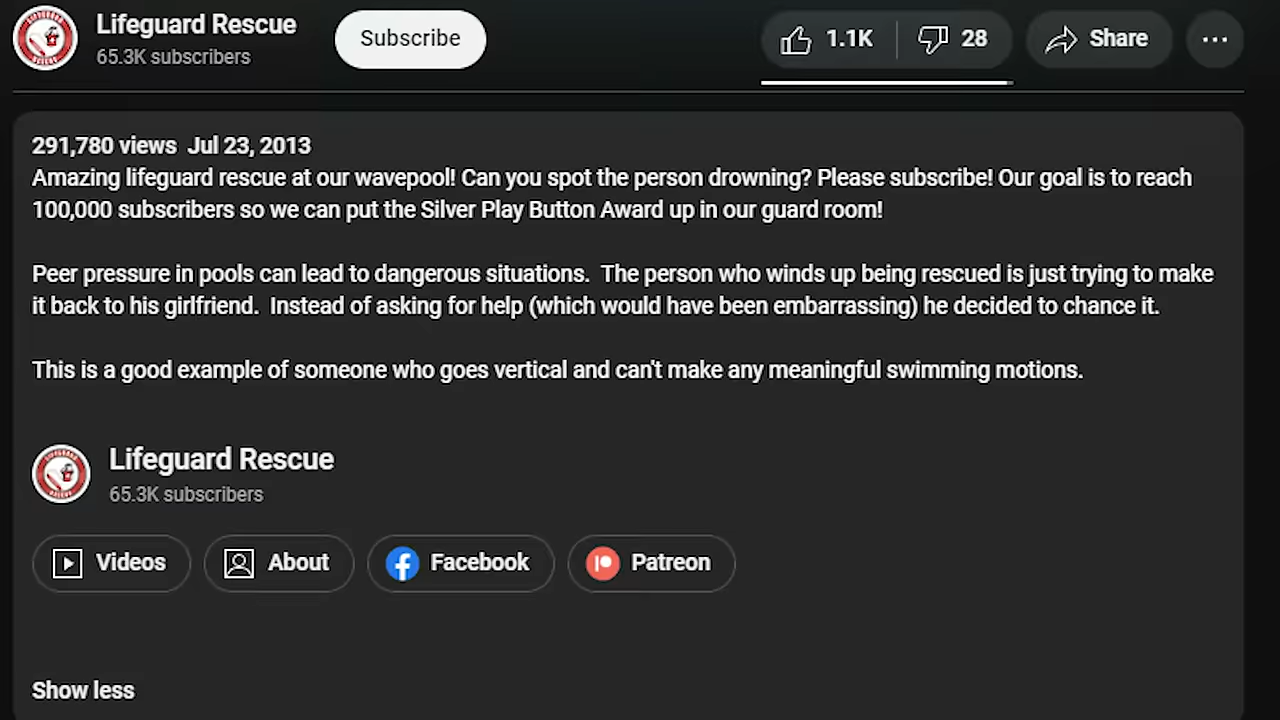 Lifeguard Rescue
65.3K subscribers
Subscribe
1.1K
28
Share
291,780 views Jul 23, 2013
Amazing lifeguard rescue at our wavepool! Can you spot the person drowning? Please subscribe! Our goal is to reach
100,000 subscribers so we can put the Silver Play Button Award up in our guard room!
Peer pressure in pools can lead to dangerous situations. The person who winds up being rescued is just trying to make
it back to his girlfriend. Instead of asking for help (which would have been embarrassing) he decided to chance it.
This is a good example of someone who goes vertical and can't make any meaningful swimming motions.
Lifeguard Rescue
65.3K subscribers
Videos
About
Facebook
Patreon
Show less